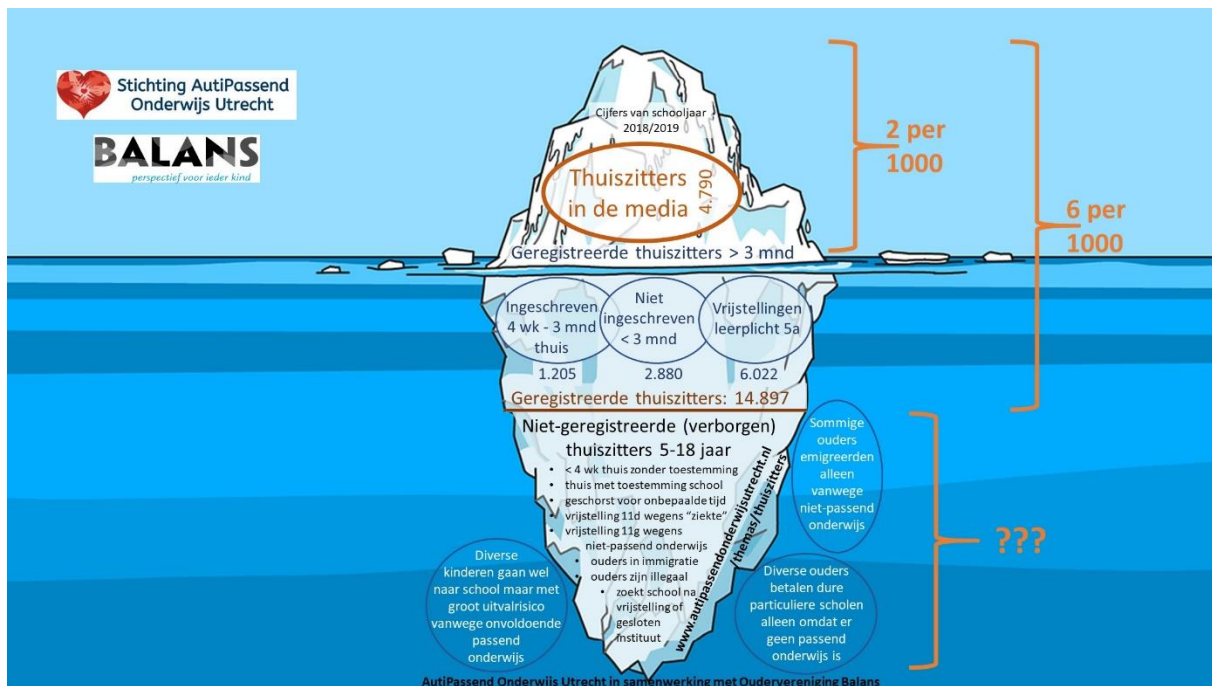 Stichting AutiPassend
Onderwijs Utrecht
BALANS
perspectief voor ieder kind
Cijfers van schooljaar
2018/2019
Thuiszitters
in de media
4.790
Geregistreerde thuiszitters > 3 mnd
2 per
1000
6 per
1000
Ingeschreven
4 wk - 3 mnd
thuis
1.205
Niet
ingeschreven
< 3 mnd
2.880
Vrijstellingen
leerplicht 5a
6.022
Geregistreerde thuiszitters: 14.897
Niet-geregistreerde (verborgen)
thuiszitters 5-18 jaar
• < 4 wk thuis zonder toestemming
• thuis met toestemming school
• geschorst voor onbepaalde tijd
• vrijstelling 11d wegens “ziekte”
• vrijstelling 11g wegens
niet-passend onderwijs
• ouders in immigratie
• ouders zijn illegaal
• zoekt school na
vrijstelling of
gesloten
instituut
www.autipassendonderwijsutrecht.nl
/themas/thuiszitters
Sommige
ouders
emigreerden
alleen
vanwege
niet-passend
onderwijs
???
Diverse
kinderen gaan wel
naar school maar met
groot uitvalrisico
vanwege onvoldoende
passend
onderwijs
Diverse ouders
betalen dure
particuliere scholen
alleen omdat er
geen passend
onderwijs is
AutiPassend Onderwijs Utrecht in samenwerking met Oudervereniging Balans